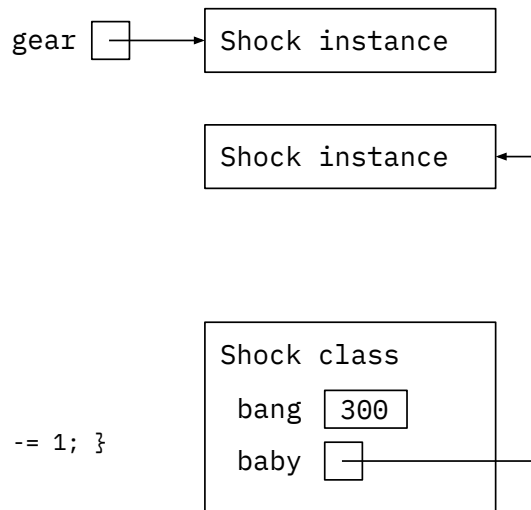 gear Shock instance
Shock instance
Shock class
bang 300
-= 1; }
baby